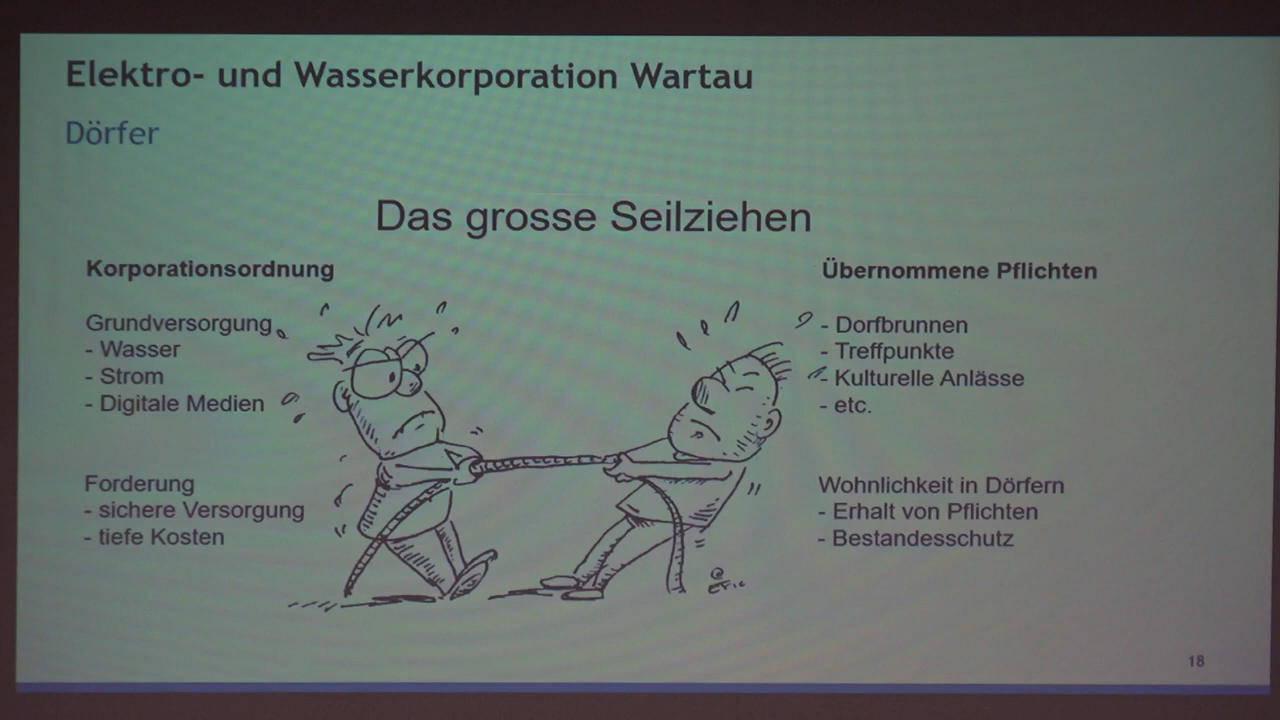 Elektro- und Wasserkorporation Wartau
Dörfer
Das grosse Seilziehen
Korporationsordnung
Grundversorgung
- Wasser
- Strom
- Digitale Medien
Forderung
- sichere Versorgung
- tiefe Kosten
Übernommene Pflichten
- Dorfbrunnen
- Treffpunkte
- Kulturelle Anlässe
- etc.
Wohnlichkeit in Dörfern
- Erhalt von Pflichten
- Bestandesschutz
18